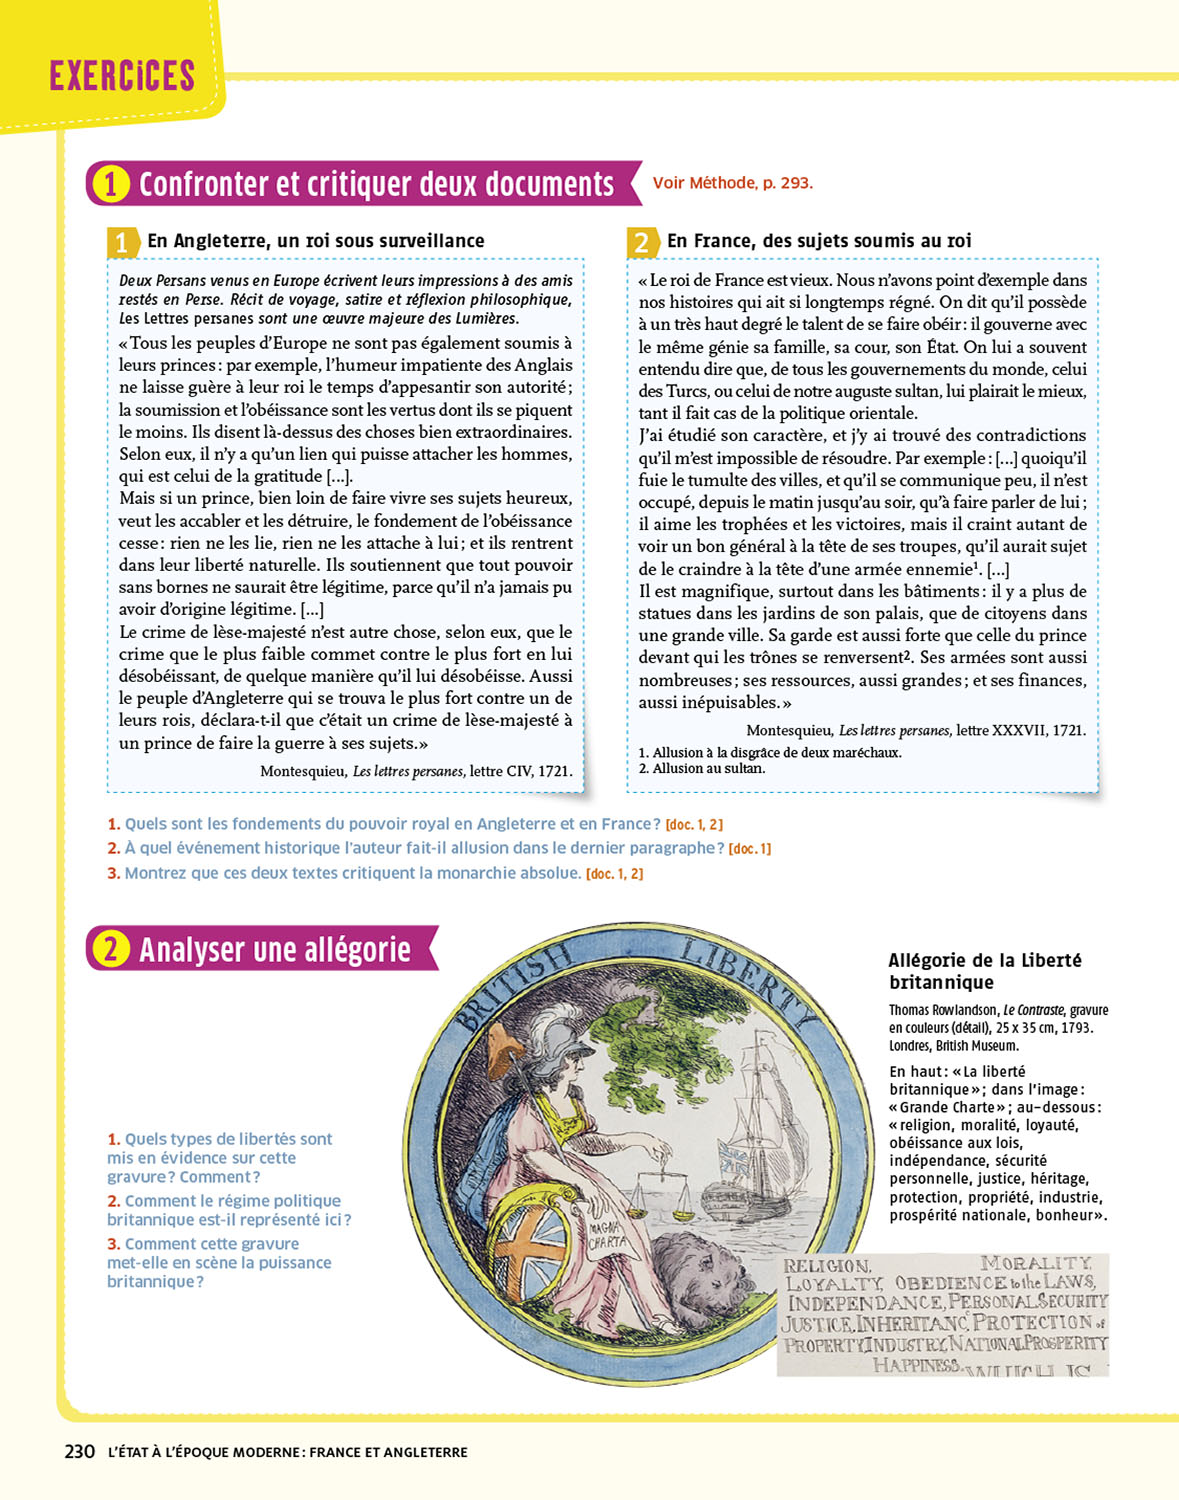 EXERCiCES
1 Confronter et critiquer deux documents
Voir Méthode, p. 293.
1 En Angleterre, un roi sous surveillance
Deux Persans venus en Europe écrivent leurs impressions à des amis
restés en Perse. Récit de voyage, satire et réflexion philosophique,
Les Lettres persanes sont une œuvre majeure des Lumières.
« Tous les peuples d’Europe ne sont pas également soumis à
leurs princes : par exemple, l’humeur impatiente des Anglais
ne laisse guère à leur roi le temps d’appesantir son autorité ;
la soumission et l’obéissance sont les vertus dont ils se piquent
le moins. Ils disent là-dessus des choses bien extraordinaires.
Selon eux, il n’y a qu’un lien qui puisse attacher les hommes,
qui est celui de la gratitude [...].
Mais si un prince, bien loin de faire vivre ses sujets heureux,
veut les accabler et les détruire, le fondement de l’obéissance
cesse : rien ne les lie, rien ne les attache à lui ; et ils rentrent
dans leur liberté naturelle. Ils soutiennent que tout pouvoir
sans bornes ne saurait être légitime, parce qu’il n’a jamais pu
avoir d’origine légitime. [...]
Le crime de lèse-majesté n’est autre chose, selon eux, que le
crime que le plus faible commet contre le plus fort en lui
désobéissant, de quelque manière qu’il lui désobéisse. Aussi
le peuple d’Angleterre qui se trouva le plus fort contre un de
leurs rois, déclara-t-il que c’était un crime de lèse-majesté à
un prince de faire la guerre à ses sujets. »
Montesquieu, Les lettres persanes, lettre CIV, 1721.
2 En France, des sujets soumis au roi
« Le roi de France est vieux. Nous n’avons point d’exemple dans
nos histoires qui ait si longtemps régné. On dit qu’il possède
à un très haut degré le talent de se faire obéir : il gouverne avec
le même génie sa famille, sa cour, son État. On lui a souvent
entendu dire que, de tous les gouvernements du monde, celui
des Turcs, ou celui de notre auguste sultan, lui plairait le mieux,
tant il fait cas de la politique orientale.
J’ai étudié son caractère, et j’y ai trouvé des contradictions
qu’il m’est impossible de résoudre. Par exemple : [...] quoiqu’il
fuie le tumulte des villes, et qu’il se communique peu, il n’est
occupé, depuis le matin jusqu’au soir, qu’à faire parler de lui ;
il aime les trophées et les victoires, mais il craint autant de
voir un bon général à la tête de ses troupes, qu’il aurait sujet
de le craindre à la tête d’une armée ennemie¹. [...]
Il est magnifique, surtout dans les bâtiments : il y a plus de
statues dans les jardins de son palais, que de citoyens dans
une grande ville. Sa garde est aussi forte que celle du prince
devant qui les trônes se renversent². Ses armées sont aussi
nombreuses ; ses ressources, aussi grandes ; et ses finances,
aussi inépuisables. »
Montesquieu, Les lettres persanes, lettre XXXVII, 1721.
1. Allusion à la disgrâce de deux maréchaux.
2. Allusion au sultan.
1. Quels sont les fondements du pouvoir royal en Angleterre et en France ? [doc. 1, 2]
2. À quel événement historique l’auteur fait-il allusion dans le dernier paragraphe ? [doc. 1]
3. Montrez que ces deux textes critiquent la monarchie absolue. [doc. 1, 2]
2 Analyser une allégorie
1. Quels types de libertés sont
mis en évidence sur cette
gravure ? Comment ?
2. Comment le régime politique
britannique est-il représenté ici ?
3. Comment cette gravure
met-elle en scène la puissance
britannique ?
BRITISH LIBERTY
MAGNA
CHARTA
Allégorie de la Liberté
britannique
Thomas Rowlandson, Le Contraste, gravure
en couleurs (détail), 25 x 35 cm, 1793.
Londres, British Museum.
En haut : « La liberté
britannique » ; dans l’image :
« Grande Charte » ; au-dessous :
« religion, moralité, loyauté,
obéissance aux lois,
indépendance, sécurité
personnelle, justice, héritage,
protection, propriété, industrie,
prospérité nationale, bonheur ».
RELIGION, MORALITY,
LOYALTY, OBEDIENCE to the LAWS,
INDEPENDANCE, PERSONAL SECURITY
JUSTICE, INHERITANCE, PROTECTION of
PROPERTY, INDUSTRY, NATIONAL PROSPERITY
HAPPINESS.
WHICH IS
230 L’ÉTAT À L’ÉPOQUE MODERNE : FRANCE ET ANGLETERRE